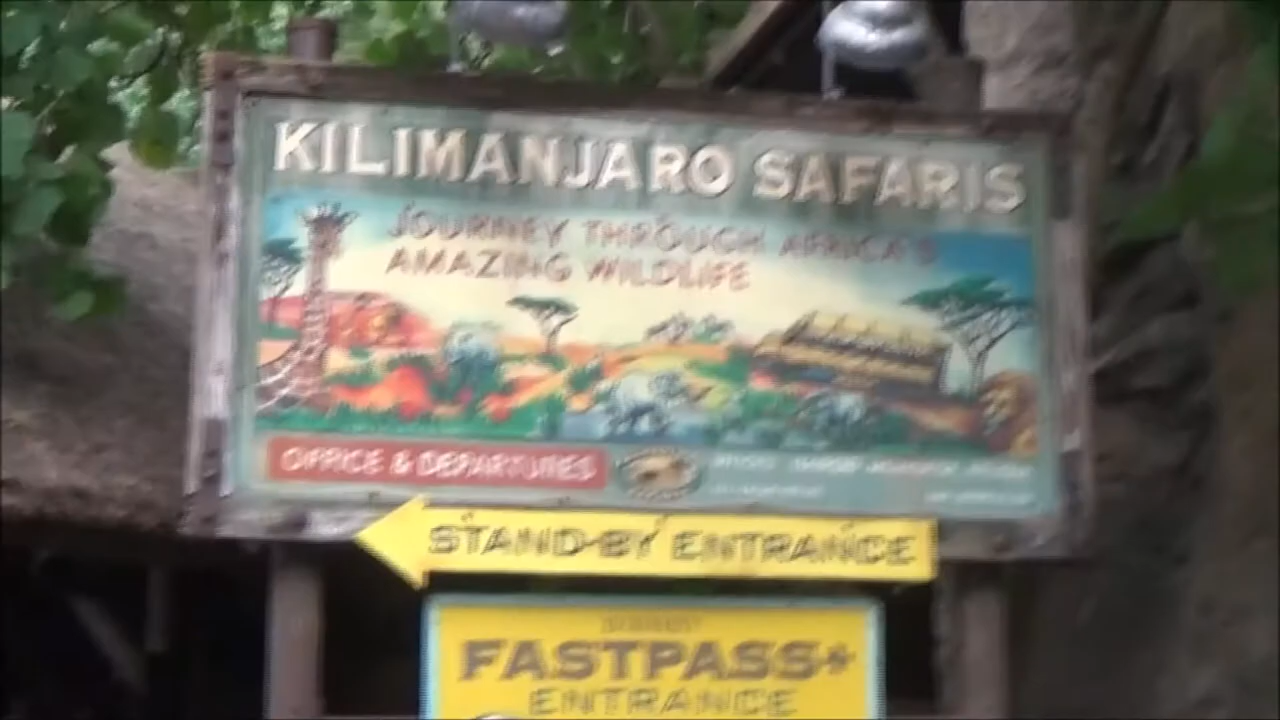 KILIMANJARO SAFARIS
JOURNEY THROUGH AFRICA'S
AMAZING WILDLIFE
OFFICE & DEPARTURES
STAND-BY ENTRANCE
FASTPASS+
ENTRANCE